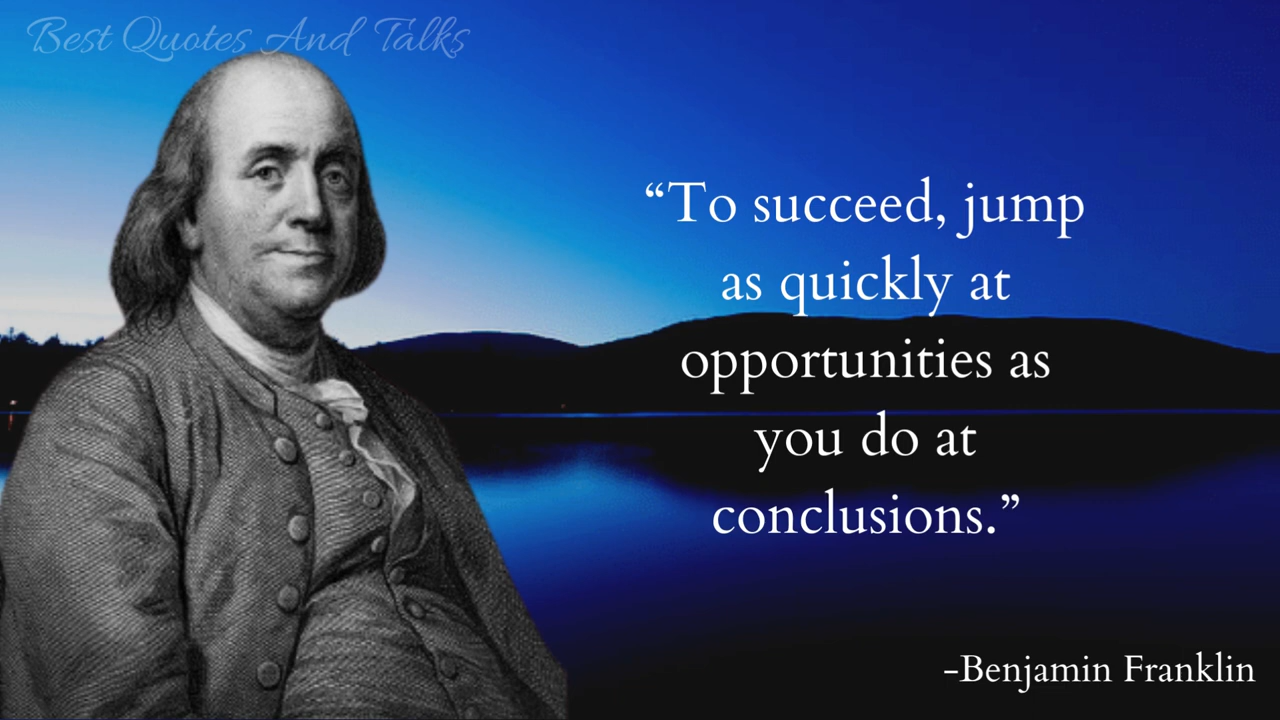 Best Quotes And Talks
“To succeed, jump
as quickly at
opportunities as
you do at
conclusions.”
-Benjamin Franklin